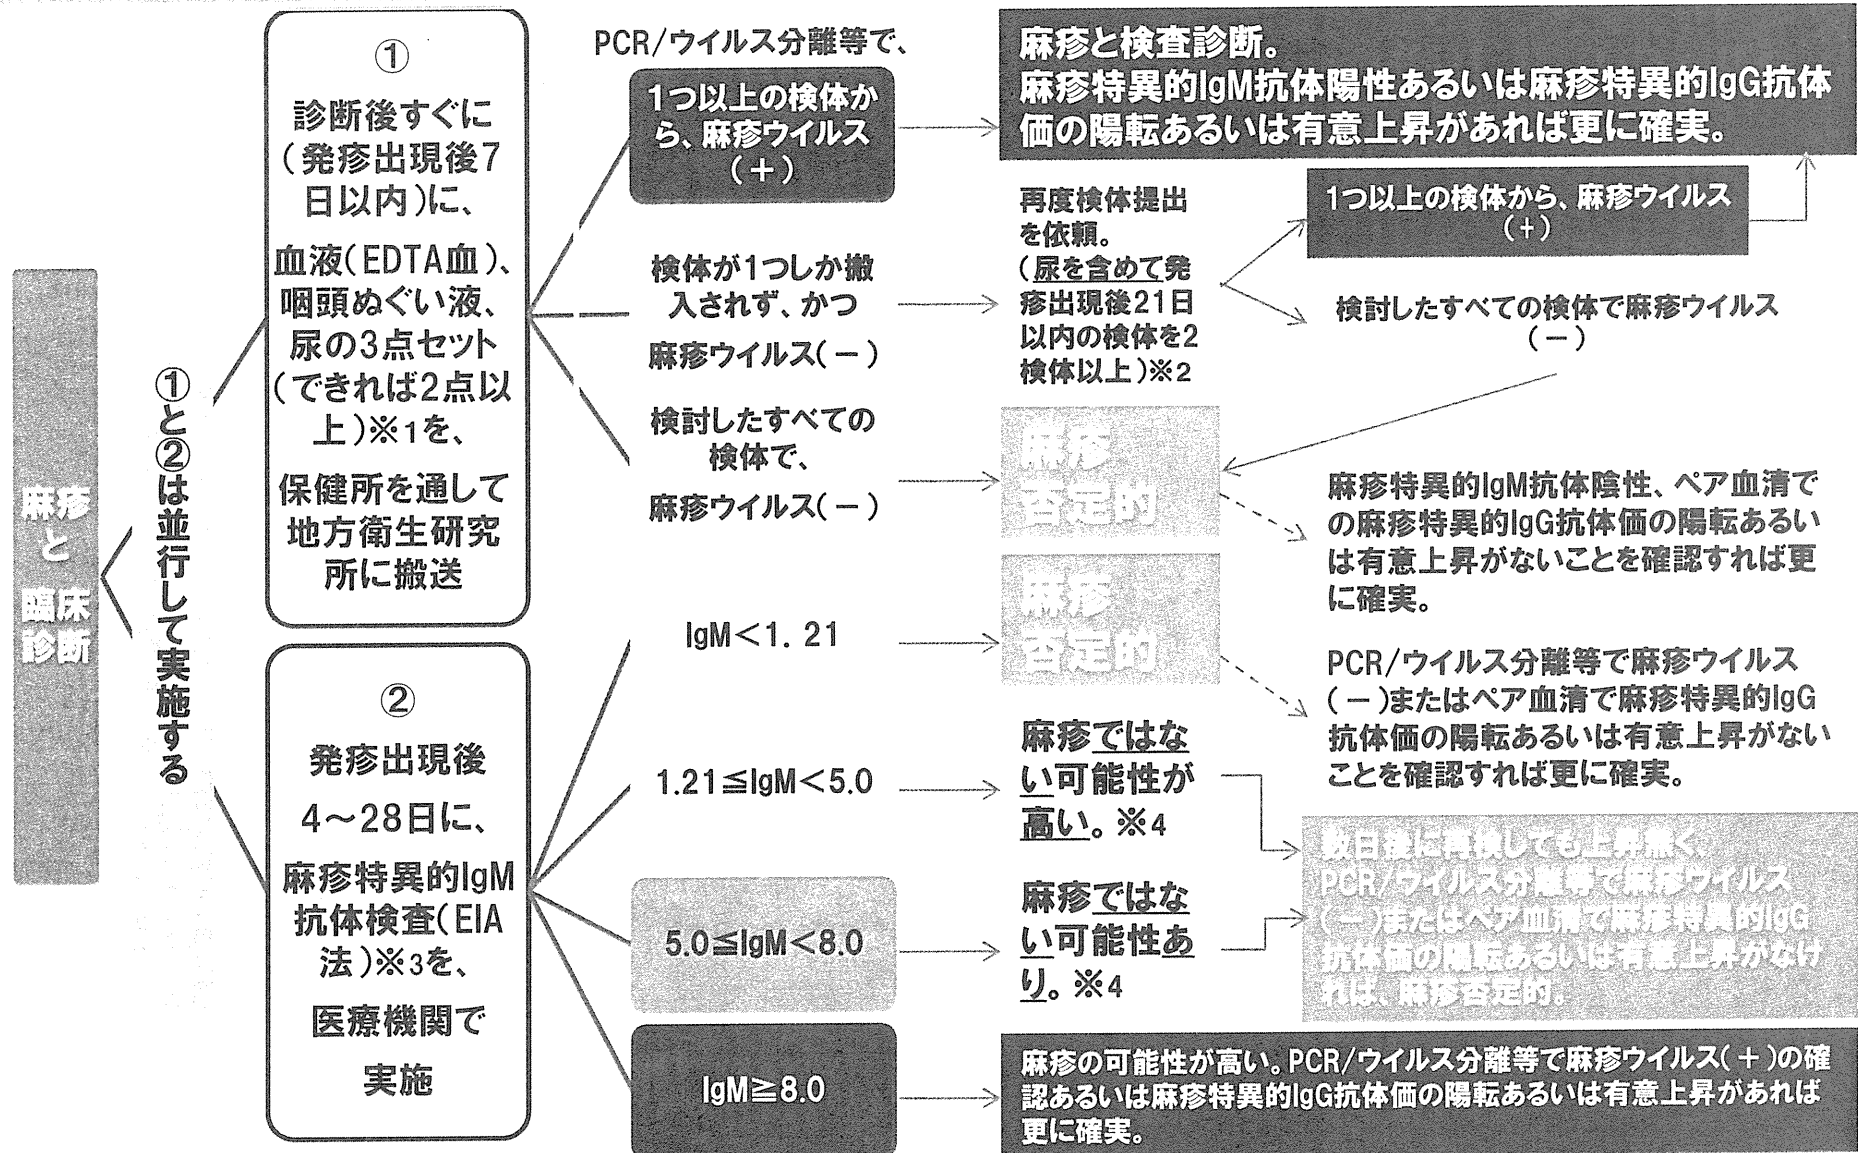 麻疹
と
臨床
診断
①と②は並行して実施する
①
診断後すぐに
（発疹出現後7
日以内）に、
血液（EDTA血）、
咽頭ぬぐい液、
尿の3点セット
（できれば2点以
上）※1を、
保健所を通して
地方衛生研究
所に搬送
②
発疹出現後
4～28日に、
麻疹特異的IgM
抗体検査（EIA
法）※3を、
医療機関で
実施
PCR/ウイルス分離等で、
1つ以上の検体か
ら、麻疹ウイルス
（＋）
麻疹と検査診断。
麻疹特異的IgM抗体陽性あるいは麻疹特異的IgG抗体
価の陽転あるいは有意上昇があれば更に確実。
検体が1つしか搬
入されず、かつ
麻疹ウイルス（－）
再度検体提出
を依頼。
（尿を含めて発
疹出現後21日
以内の検体を2
検体以上）※2
1つ以上の検体から、麻疹ウイルス
（＋）
検討したすべての検体で麻疹ウイルス
（－）
検討したすべての
検体で、
麻疹ウイルス（－）
麻疹
否定的
麻疹特異的IgM抗体陰性、ペア血清で
の麻疹特異的IgG抗体価の陽転あるい
は有意上昇がないことを確認すれば更
に確実。
IgM＜1. 21
麻疹
否定的
PCR/ウイルス分離等で麻疹ウイルス
（－）またはペア血清で麻疹特異的IgG
抗体価の陽転あるいは有意上昇がない
ことを確認すれば更に確実。
1.21≦IgM＜5.0
麻疹ではな
い可能性が
高い。※4
5.0≦IgM＜8.0
麻疹ではな
い可能性あ
り。※4
数日後に再検しても上昇無く、
PCR/ウイルス分離等で麻疹ウイルス
（－）またはペア血清で麻疹特異的IgG
抗体価の陽転あるいは有意上昇がなけ
れば、麻疹否定的。
IgM≧8.0
麻疹の可能性が高い。PCR/ウイルス分離等で麻疹ウイルス（＋）の確
認あるいは麻疹特異的IgG抗体価の陽転あるいは有意上昇があれば
更に確実。